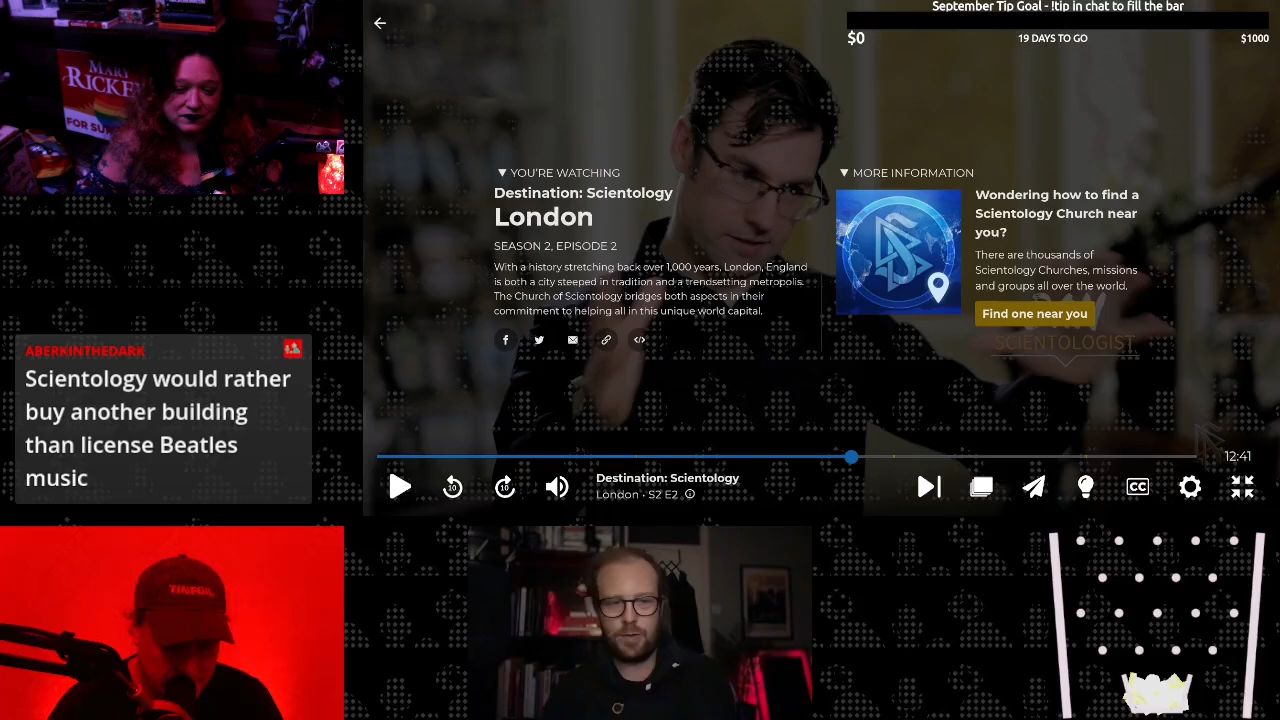 September Tip Goal - !tip in chat to fill the bar
$0
19 DAYS TO GO
$1000
MARY
FOR
▼ YOU'RE WATCHING
Destination: Scientology
London
SEASON 2, EPISODE 2
With a history stretching back over 1,000 years, London, England
is both a city steeped in tradition and a trendsetting metropolis.
The Church of Scientology bridges both aspects in their
commitment to helping all in this unique world capital.
▼ MORE INFORMATION
Wondering how to find a
Scientology Church near
you?
There are thousands of
Scientology Churches, missions
and groups all over the world.
Find one near you
SCIENTOLOGIST
ABERKINTHEDARK
Scientology would rather
buy another building
than license Beatles
music
12:41
10
10
Destination: Scientology
London · S2 E2
CC
TINFOIL